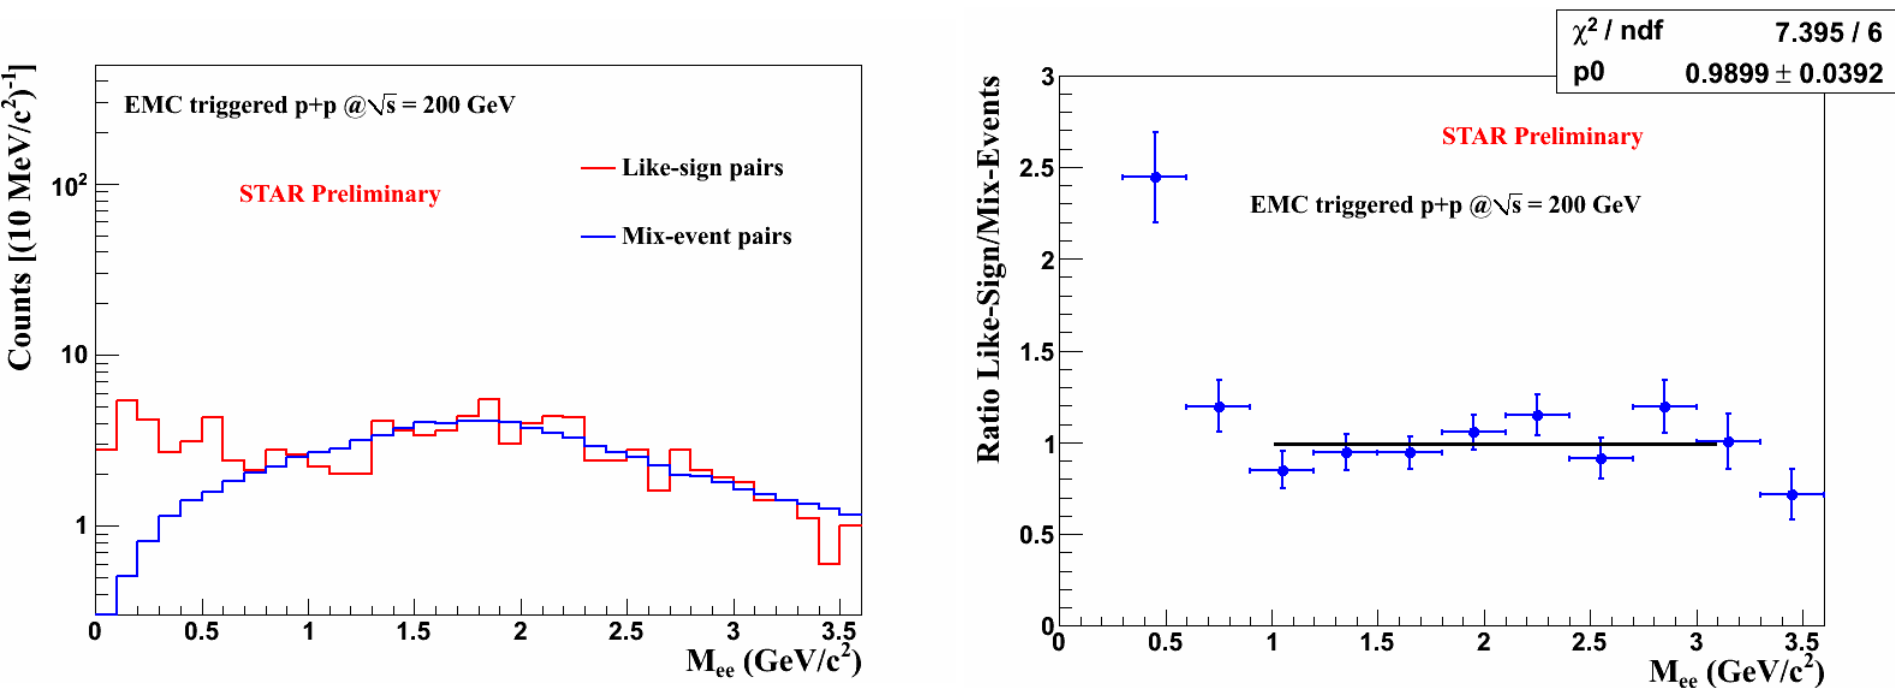 EMC triggered p+p @√s = 200 GeV
STAR Preliminary
Like-sign pairs
Mix-event pairs
Counts [(10 MeV/c²)⁻¹]
10²
10
1
0 0.5 1 1.5 2 2.5 3 3.5
Mₑₑ (GeV/c²)
χ² / ndf 7.395 / 6
p0 0.9899 ± 0.0392
STAR Preliminary
EMC triggered p+p @√s = 200 GeV
Ratio Like-Sign/Mix-Events
3
2.5
2
1.5
1
0.5
0
0 0.5 1 1.5 2 2.5 3 3.5
Mₑₑ (GeV/c²)